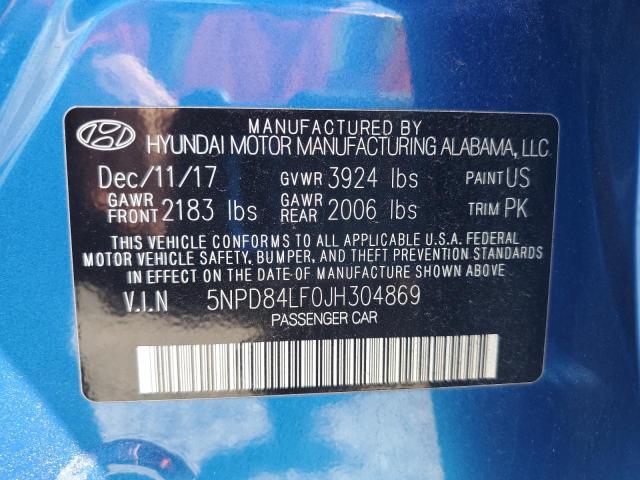 MANUFACTURED BY
HYUNDAI MOTOR MANUFACTURING ALABAMA, LLC
Dec/11/17 GVWR 3924 lbs PAINT US
GAWR FRONT 2183 lbs GAWR REAR 2006 lbs TRIM PK
THIS VEHICLE CONFORMS TO ALL APPLICABLE U.S.A. FEDERAL
MOTOR VEHICLE SAFETY, BUMPER, AND THEFT PREVENTION STANDARDS
IN EFFECT ON THE DATE OF MANUFACTURE SHOWN ABOVE.
V.I.N 5NPD84LF0JH304869
PASSENGER CAR